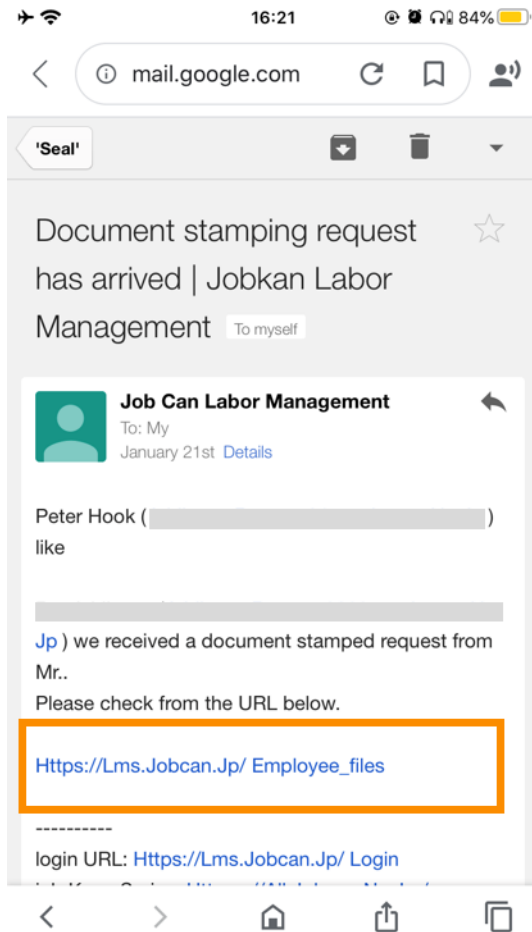 16:21
84%
mail.google.com
'Seal'
Document stamping request
has arrived | Jobkan Labor
Management To myself
Job Can Labor Management
To: My
January 21st Details
Peter Hook (
)
like
Jp ) we received a document stamped request from
Mr..
Please check from the URL below.
Https://Lms.Jobcan.Jp/ Employee_files
----------
login URL: Https://Lms.Jobcan.Jp/ Login